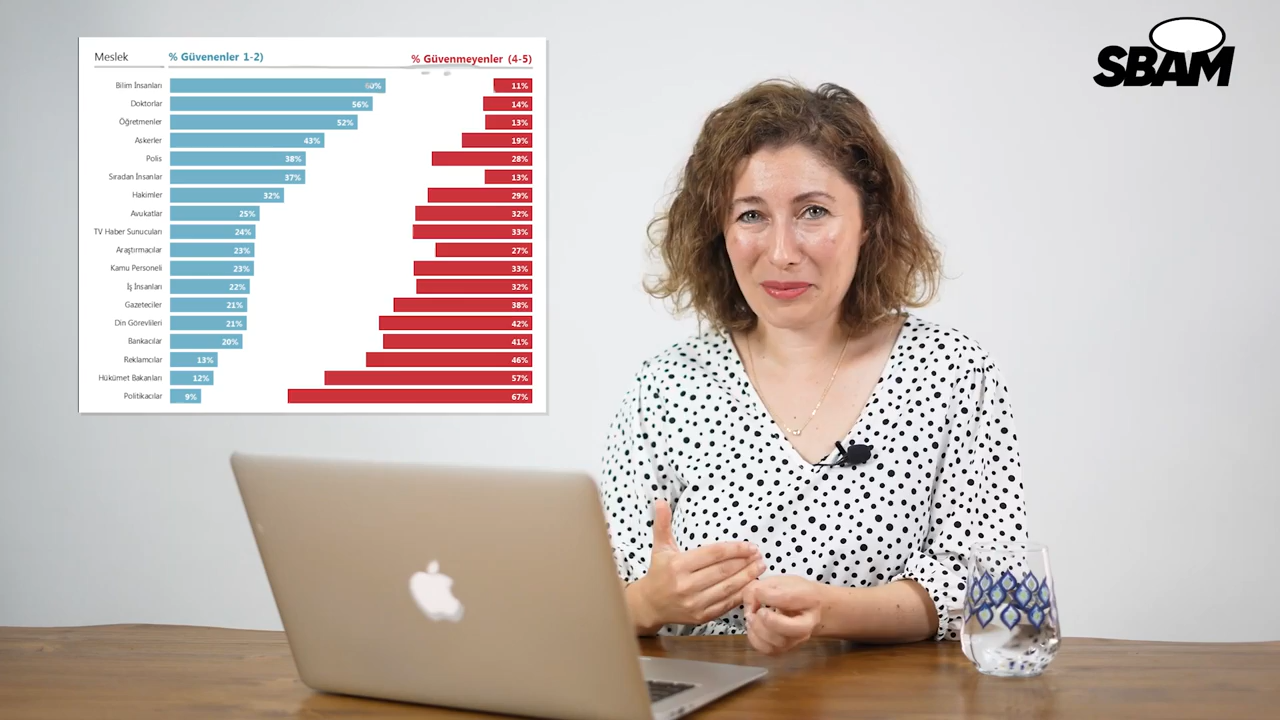 SBAM
Meslek % Güvenenler 1-2) % Güvenmeyenler (4-5)
Bilim İnsanları 60% 11%
Doktorlar 56% 14%
Öğretmenler 52% 13%
Askerler 43% 19%
Polis 38% 28%
Sıradan İnsanlar 37% 13%
Hakimler 32% 29%
Avukatlar 25% 32%
TV Haber Sunucuları 24% 33%
Araştırmacılar 23% 27%
Kamu Personeli 23% 33%
İş İnsanları 22% 32%
Gazeteciler 21% 38%
Din Görevlileri 21% 42%
Bankacılar 20% 41%
Reklamcılar 13% 46%
Hükümet Bakanları 12% 57%
Politikacılar 9% 67%